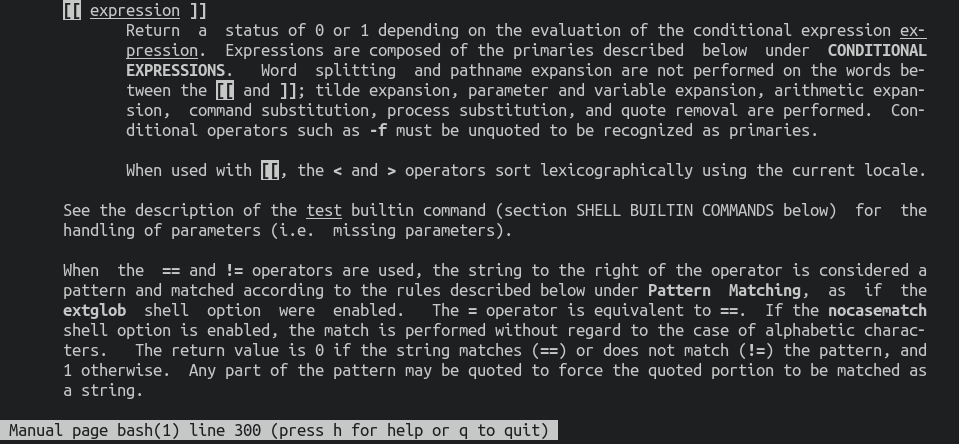 [[ expression ]]
Return a status of 0 or 1 depending on the evaluation of the conditional expression ex-
pression. Expressions are composed of the primaries described below under CONDITIONAL
EXPRESSIONS. Word splitting and pathname expansion are not performed on the words be-
tween the [[ and ]]; tilde expansion, parameter and variable expansion, arithmetic expan-
sion, command substitution, process substitution, and quote removal are performed. Con-
ditional operators such as -f must be unquoted to be recognized as primaries.
When used with [[, the < and > operators sort lexicographically using the current locale.
See the description of the test builtin command (section SHELL BUILTIN COMMANDS below) for the
handling of parameters (i.e. missing parameters).
When the == and != operators are used, the string to the right of the operator is considered a
pattern and matched according to the rules described below under Pattern Matching, as if the
extglob shell option were enabled. The = operator is equivalent to ==. If the nocasematch
shell option is enabled, the match is performed without regard to the case of alphabetic charac-
ters. The return value is 0 if the string matches (==) or does not match (!=) the pattern, and
1 otherwise. Any part of the pattern may be quoted to force the quoted portion to be matched as
a string.
Manual page bash(1) line 300 (press h for help or q to quit)